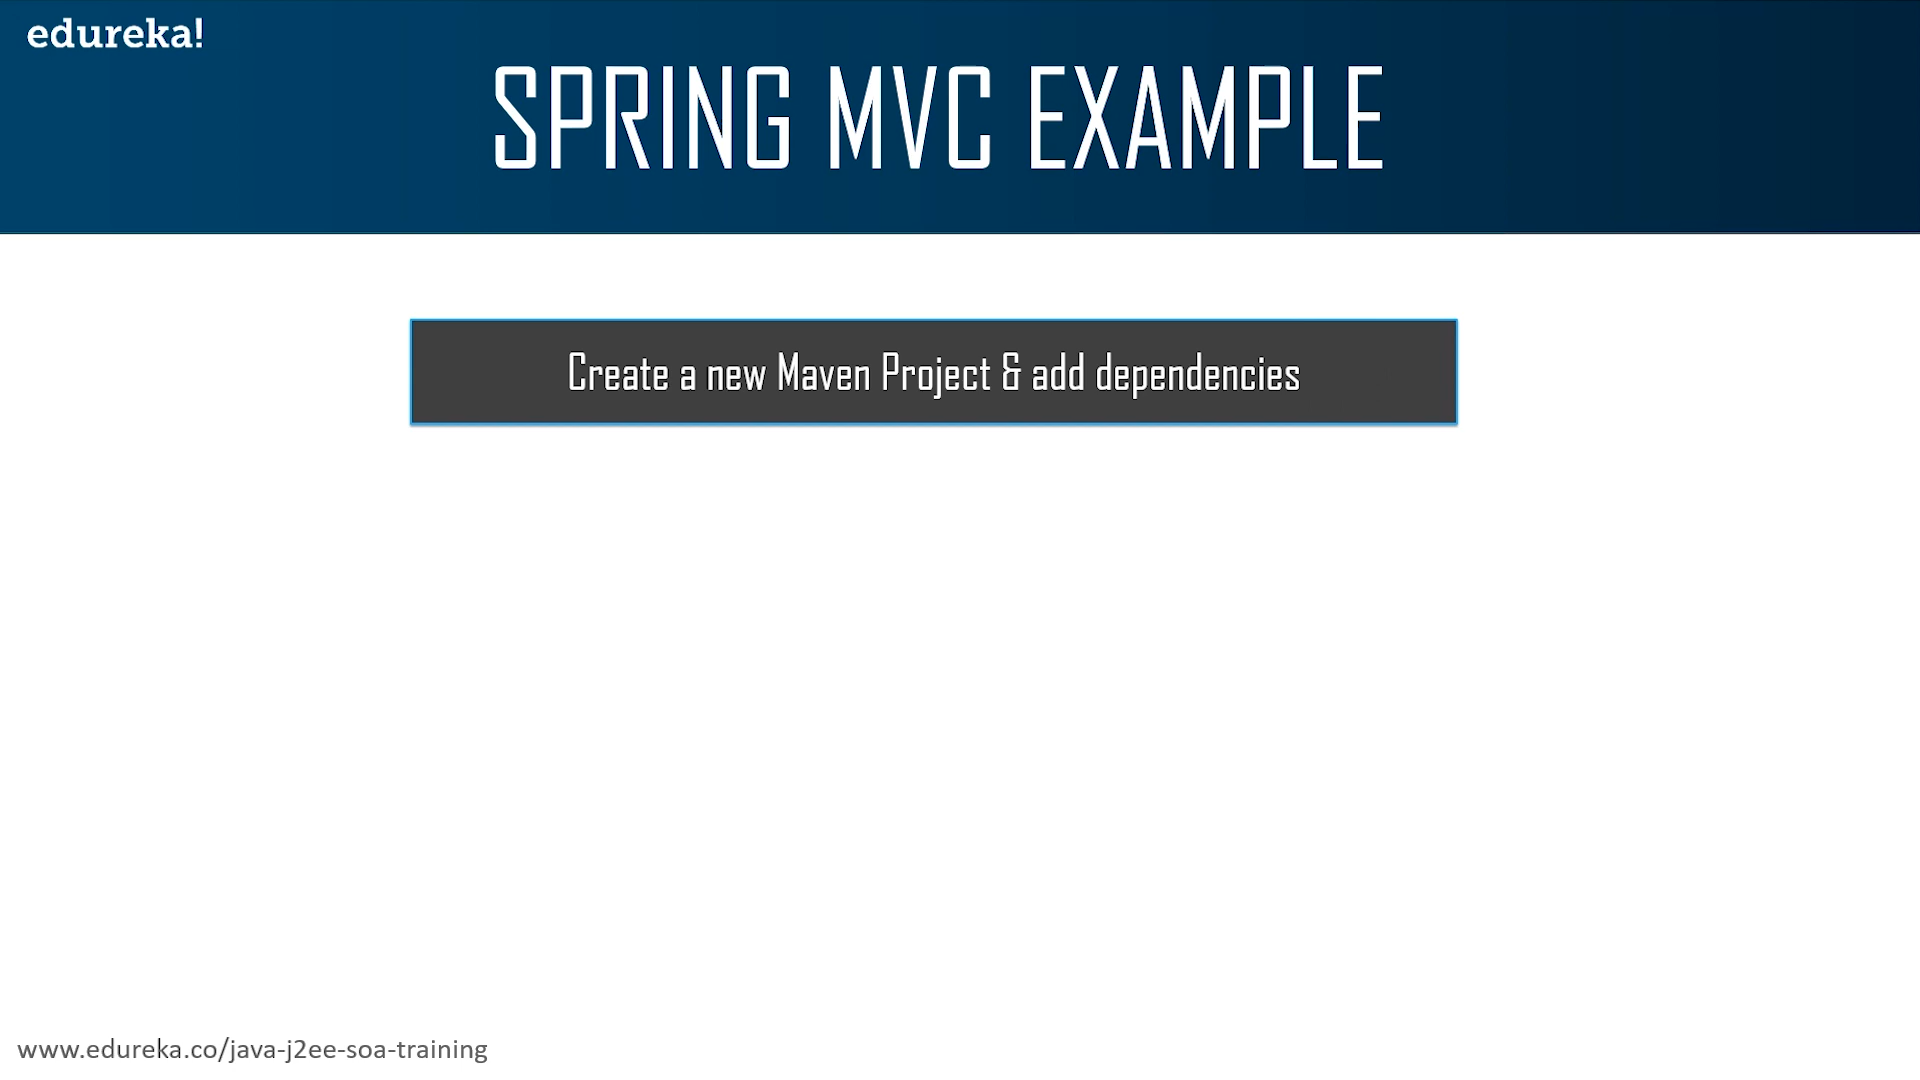 edureka!
SPRING MVC EXAMPLE
Create a new Maven Project & add dependencies
www.edureka.co/java-j2ee-soa-training